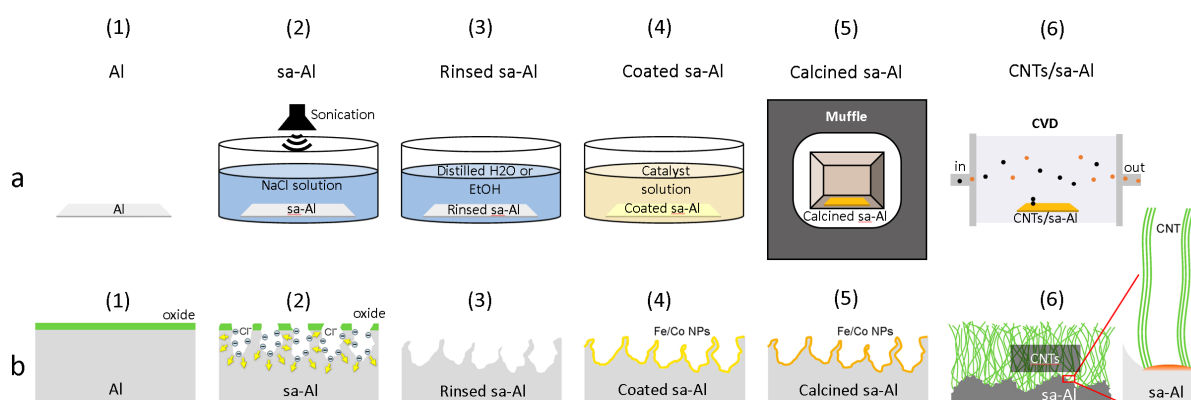 (1) (2) (3) (4) (5) (6)
Al sa-Al Rinsed sa-Al Coated sa-Al Calcined sa-Al CNTs/sa-Al
Sonication
Muffle
CVD
in
out
Distilled H2O or
Catalyst
NaCl solution
EtOH
solution
a
Al
sa-Al
Rinsed sa-Al
Coated sa-Al
Calcined sa-Al
CNTs/sa-Al
CNT
(1) (2) (3) (4) (5) (6)
oxide
oxide
Cl⁻
Cl⁻
Fe/Co NPs
Fe/Co NPs
CNTs
b
Al
sa-Al
Rinsed sa-Al
Coated sa-Al
Calcined sa-Al
sa-Al
sa-Al